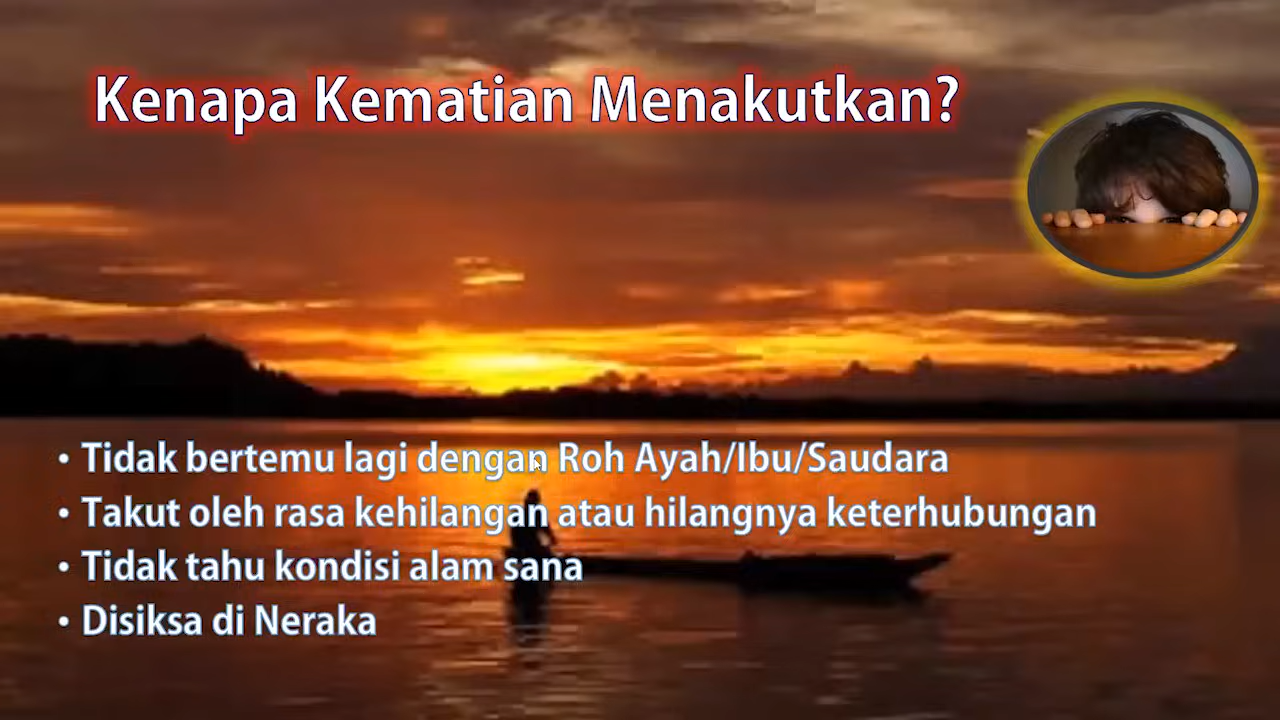 Kenapa Kematian Menakutkan?
• Tidak bertemu lagi dengan Roh Ayah/Ibu/Saudara
• Takut oleh rasa kehilangan atau hilangnya keterhubungan
• Tidak tahu kondisi alam sana
• Disiksa di Neraka